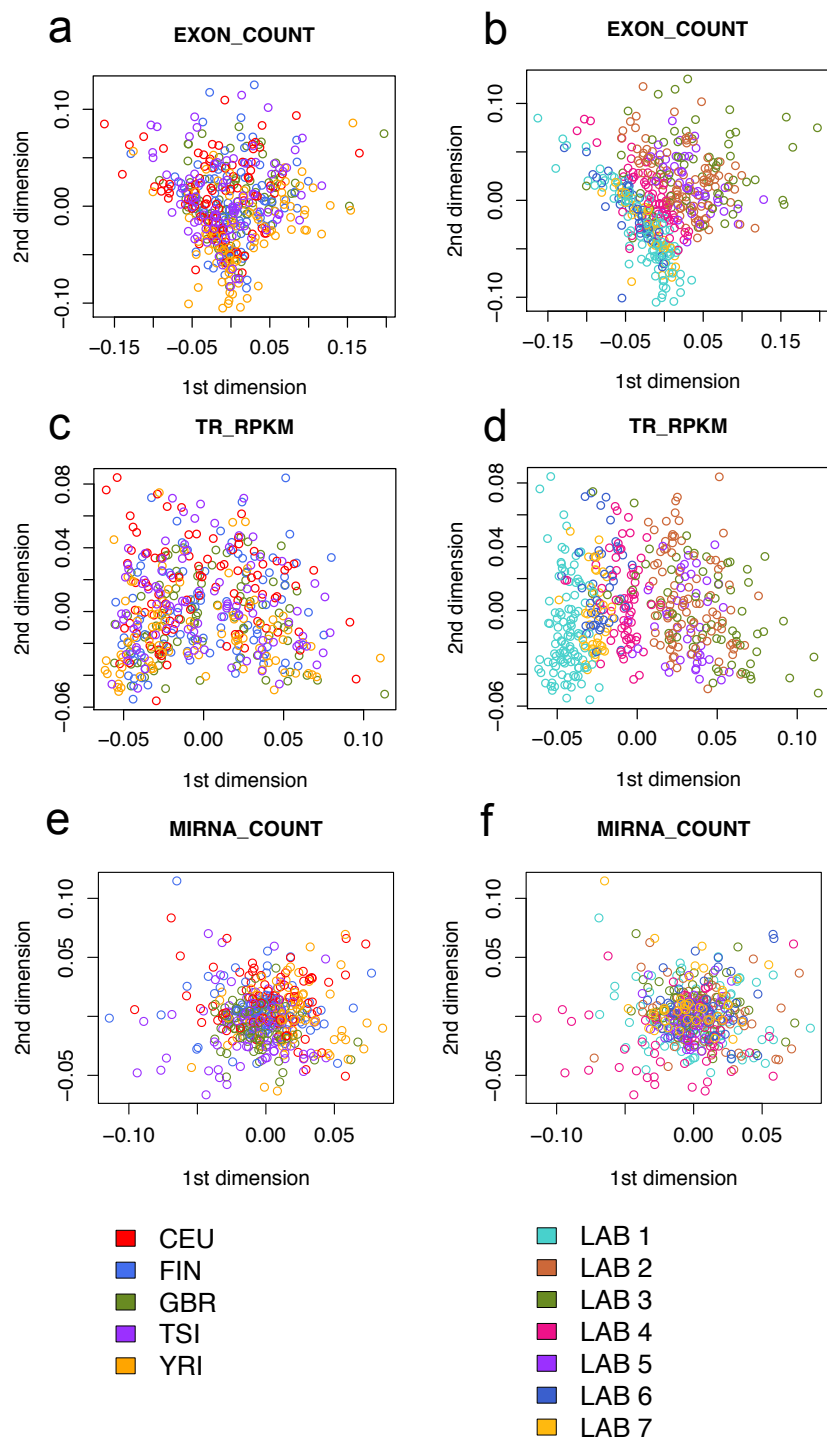 a
EXON_COUNT
2nd dimension
0.10
0.00
−0.10
−0.15
−0.05
0.05
0.15
1st dimension
b
EXON_COUNT
2nd dimension
0.10
0.00
−0.10
−0.15
−0.05
0.05
0.15
1st dimension
c
TR_RPKM
2nd dimension
0.08
0.04
0.00
−0.06
−0.05
0.00
0.05
0.10
1st dimension
d
TR_RPKM
2nd dimension
0.08
0.04
0.00
−0.06
−0.05
0.00
0.05
0.10
1st dimension
e
MIRNA_COUNT
2nd dimension
0.10
0.05
−0.05
−0.10
0.00
0.05
1st dimension
f
MIRNA_COUNT
2nd dimension
0.10
0.05
−0.05
−0.10
0.00
0.05
1st dimension
CEU
FIN
GBR
TSI
YRI
LAB 1
LAB 2
LAB 3
LAB 4
LAB 5
LAB 6
LAB 7